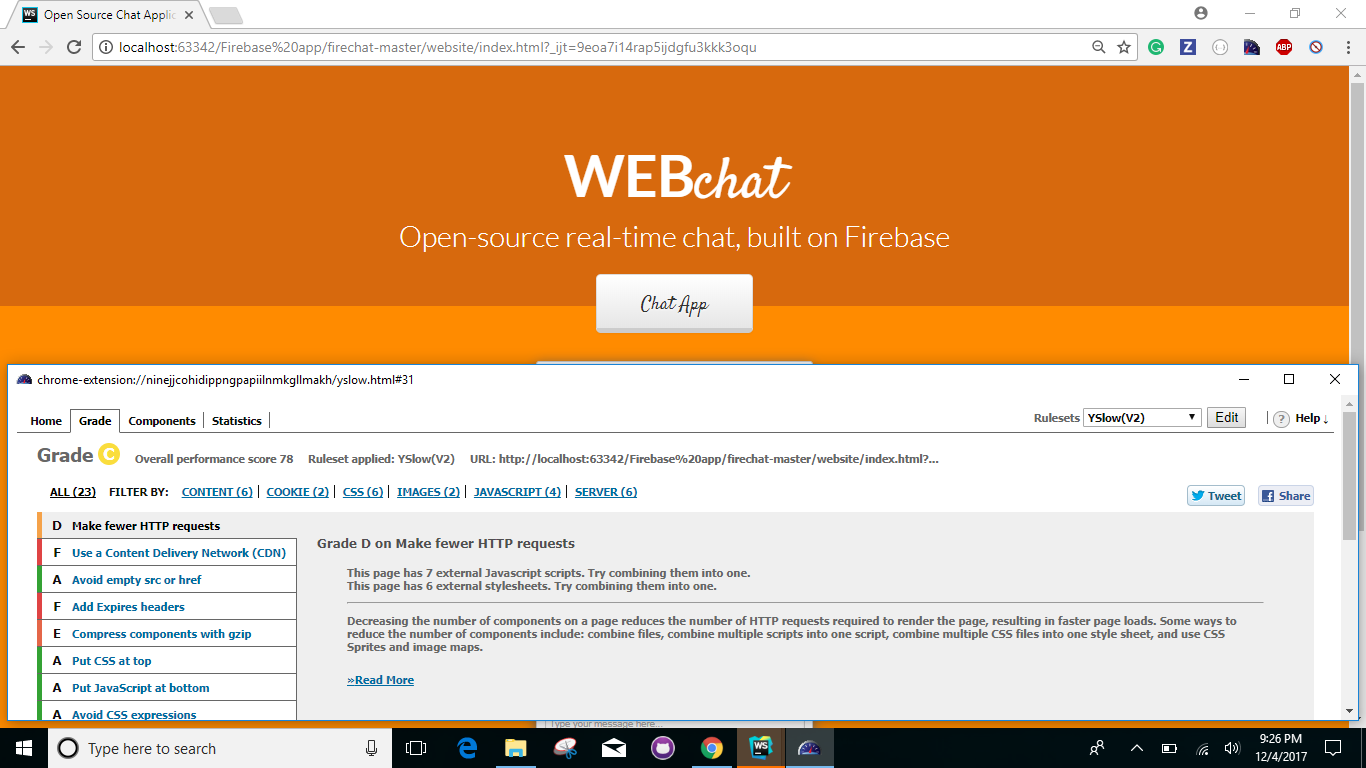 Open Source Chat Applic
localhost:63342/Firebase%20app/firechat-master/website/index.html?_ijt=9eoa7i14rap5ijdgfu3kkk3oqu
ABP
WEBchat
Open-source real-time chat, built on Firebase
Chat App
chrome-extension://ninejjcohidippngpapiilnmkgllmakh/yslow.html#31
Home Grade Components Statistics Rulesets YSlow(V2) Edit ? Help ↓
Grade C Overall performance score 78 Ruleset applied: YSlow(V2) URL: http://localhost:63342/Firebase%20app/firechat-master/website/index.html?...
ALL (23) FILTER BY: CONTENT (6) COOKIE (2) CSS (6) IMAGES (2) JAVASCRIPT (4) SERVER (6) Tweet Share
D Make fewer HTTP requests
F Use a Content Delivery Network (CDN)
A Avoid empty src or href
F Add Expires headers
E Compress components with gzip
A Put CSS at top
A Put JavaScript at bottom
A Avoid CSS expressions
Grade D on Make fewer HTTP requests
This page has 7 external Javascript scripts. Try combining them into one.
This page has 6 external stylesheets. Try combining them into one.
Decreasing the number of components on a page reduces the number of HTTP requests required to render the page, resulting in faster page loads. Some ways to
reduce the number of components include: combine files, combine multiple scripts into one script, combine multiple CSS files into one style sheet, and use CSS
Sprites and image maps.
»Read More
Type your message here...
Type here to search
WS
9:26 PM
12/4/2017